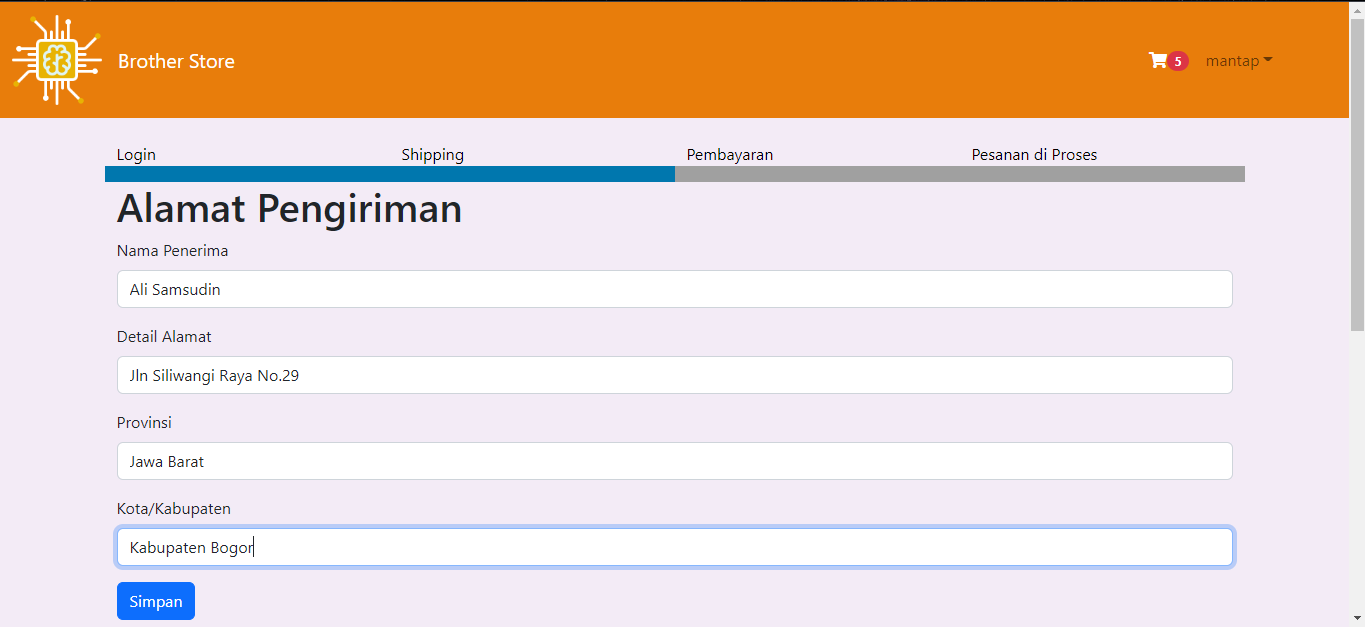 Brother Store
5
mantap
Login
Shipping
Pembayaran
Pesanan di Proses
Alamat Pengiriman
Nama Penerima
Ali Samsudin
Detail Alamat
Jln Siliwangi Raya No.29
Provinsi
Jawa Barat
Kota/Kabupaten
Kabupaten Bogor
Simpan